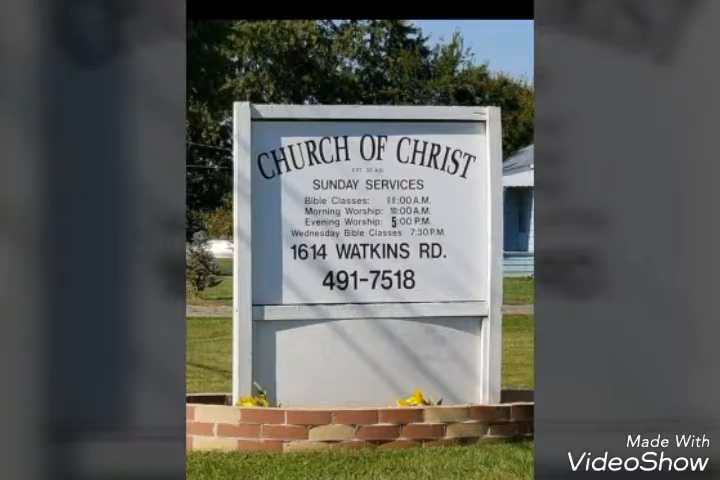 CHURCH OF CHRIST
SUNDAY SERVICES
Bible Classes: :00 A.M.
Morning Worship: 10:00 A.M.
Evening Worship: 5:00 P.M.
Wednesday Bible Classes 7:30 P.M.
1614 WATKINS RD.
491-7518
Made With
VideoShow